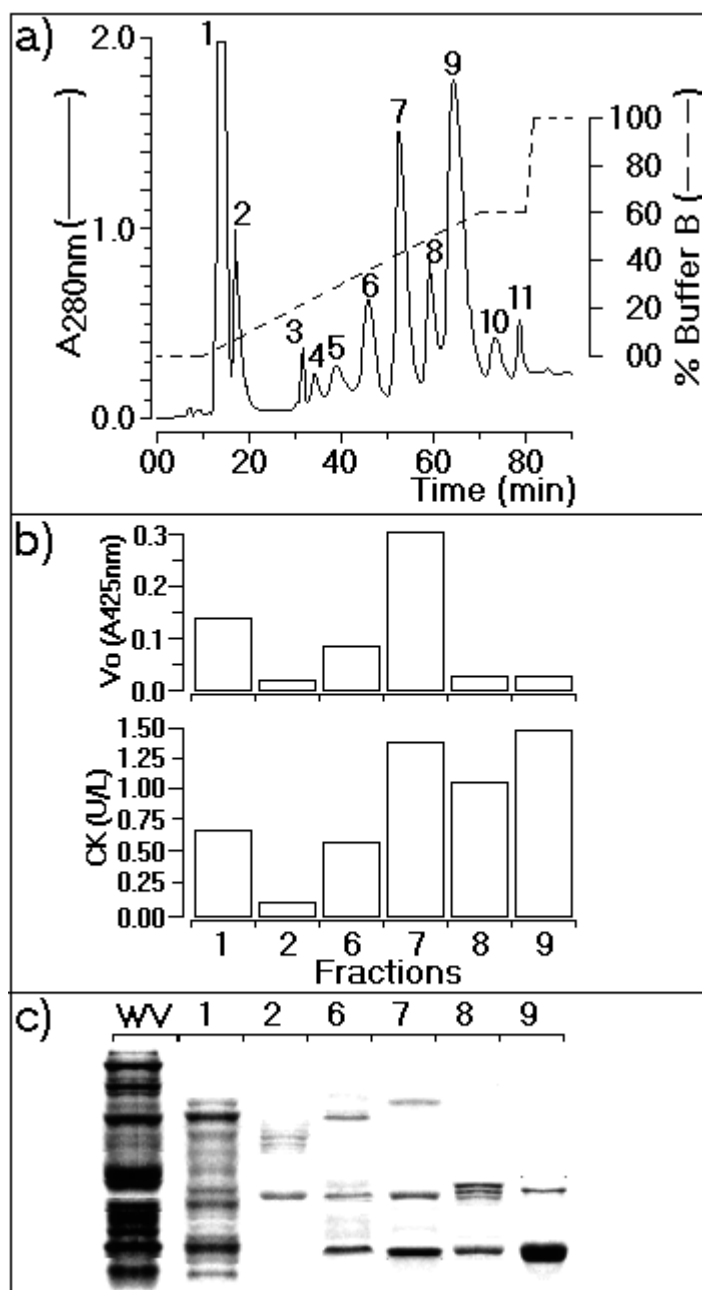 a)
A280nm (——)
2.0
1.0
0.0
1
2
3
4
5
6
7
8
9
10
11
100
80
60
40
20
00
% Buffer B (– – –)
00 20 40 60 80
Time (min)
b)
Vo (A425nm)
0.3
0.2
0.1
0.0
CK (U/L)
1.50
1.00
0.75
0.50
0.25
0.00
1 2 6 7 8 9
Fractions
c)
WV 1 2 6 7 8 9